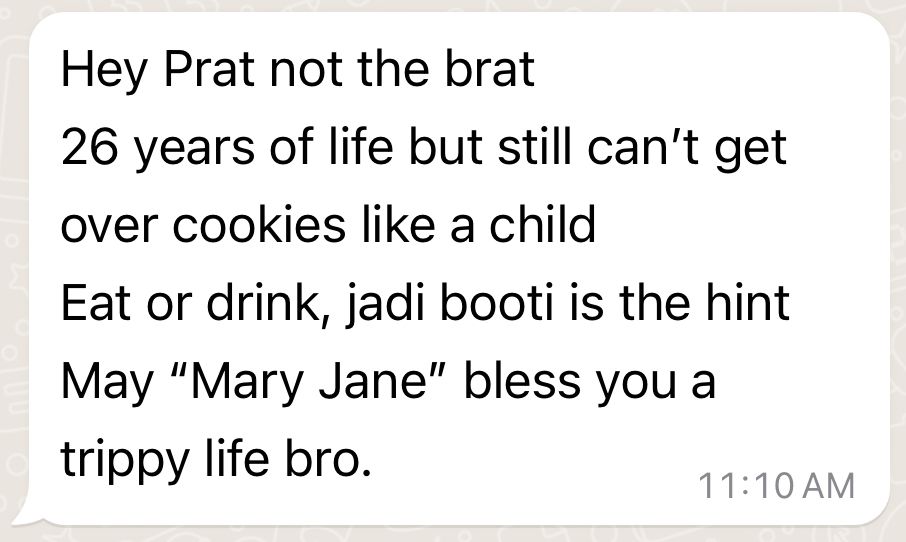 Hey Prat not the brat
26 years of life but still can’t get
over cookies like a child
Eat or drink, jadi booti is the hint
May “Mary Jane” bless you a
trippy life bro.
11:10 AM